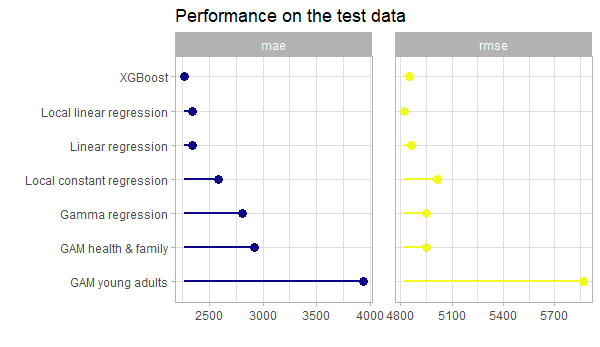 Performance on the test data
mae rmse
XGBoost
Local linear regression
Linear regression
Local constant regression
Gamma regression
GAM health & family
GAM young adults
2500 3000 3500 4000 4800 5100 5400 5700